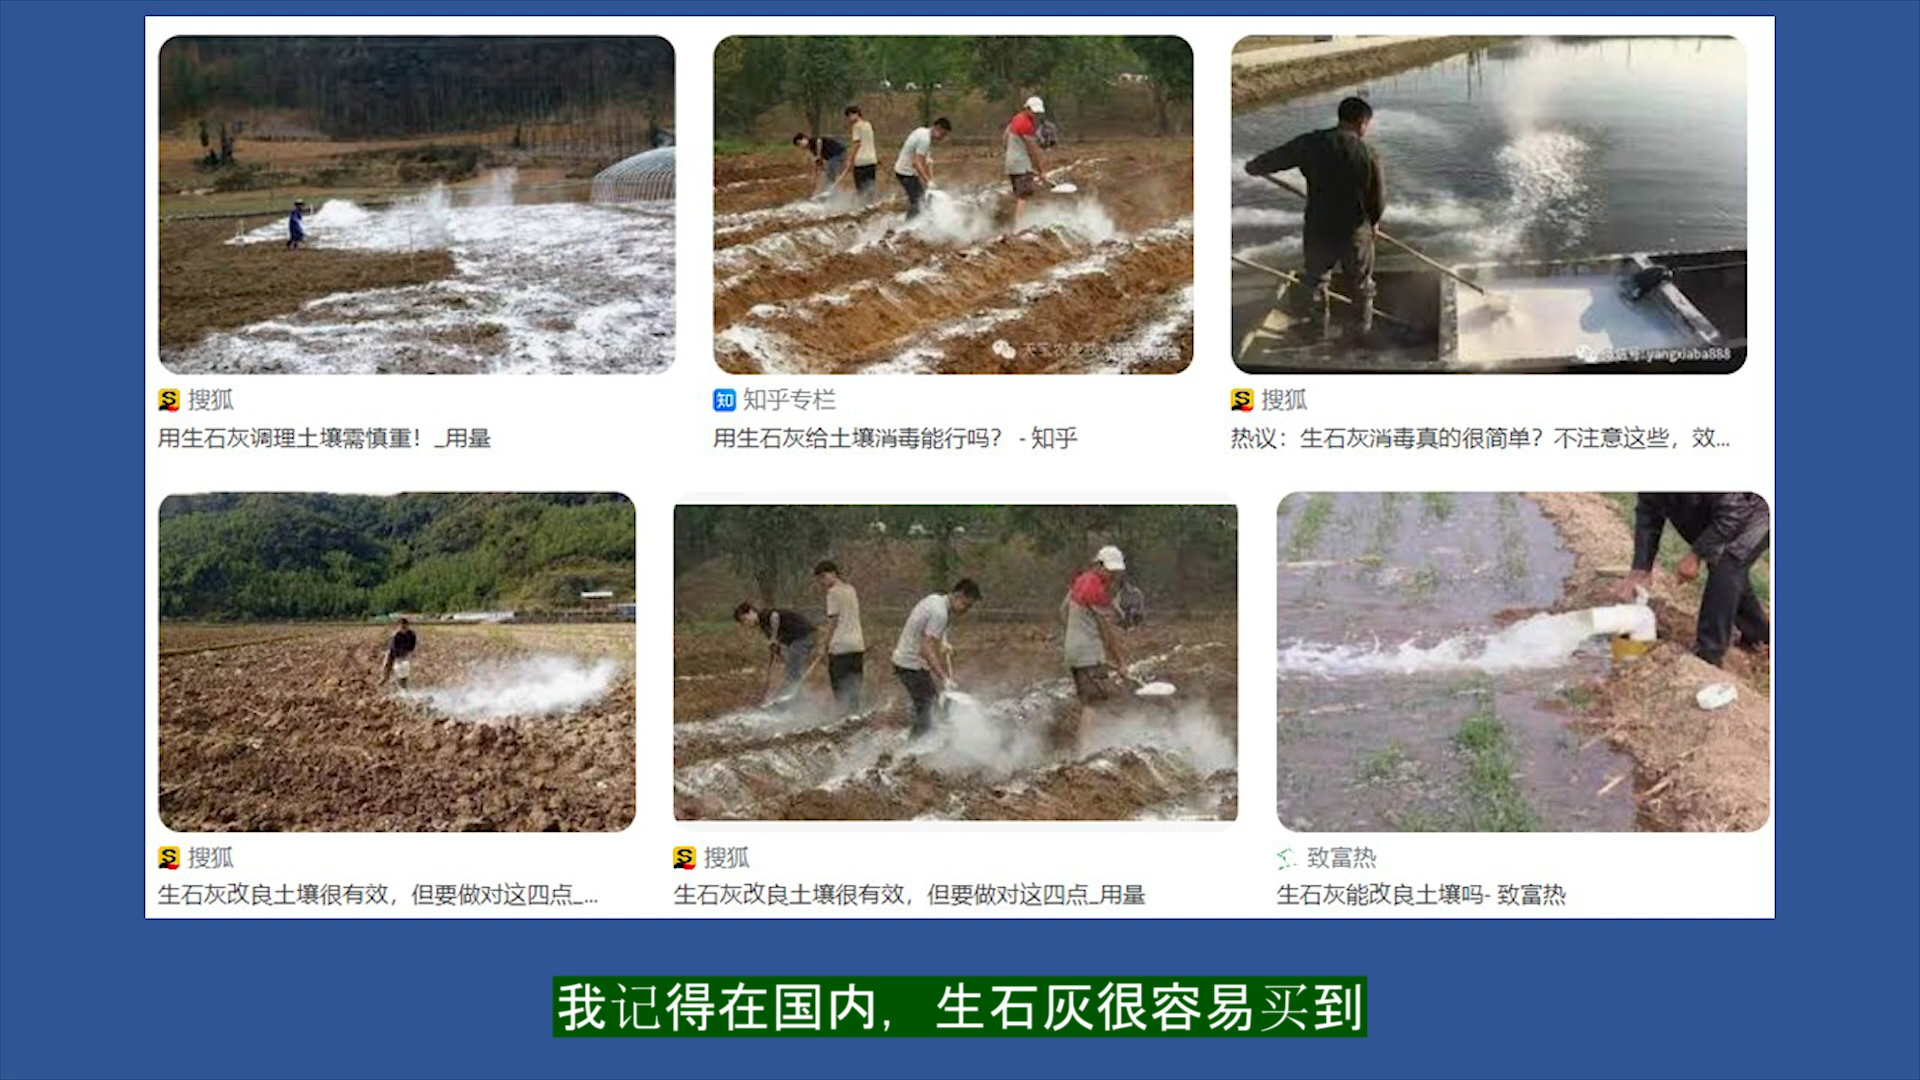 搜狐
用生石灰调理土壤需慎重！_用量
知乎专栏
用生石灰给土壤消毒能行吗？ - 知乎
yangxiaba888
搜狐
热议：生石灰消毒真的很简单？不注意这些，效...
搜狐
生石灰改良土壤很有效，但要做对这四点_...
搜狐
生石灰改良土壤很有效，但要做对这四点_用量
致富热
生石灰能改良土壤吗- 致富热
我记得在国内，生石灰很容易买到